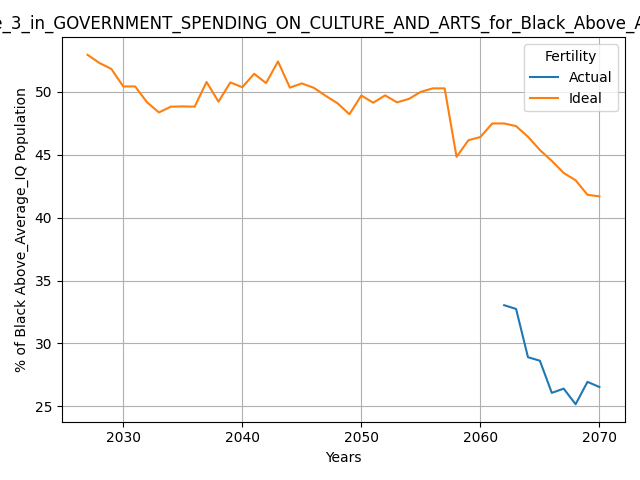 e_3_in_GOVERNMENT_SPENDING_ON_CULTURE_AND_ARTS_for_Black_Above_A
% of Black Above_Average_IQ Population
50
45
40
35
30
25
Fertility
Actual
Ideal
2030 2040 2050 2060 2070
Years